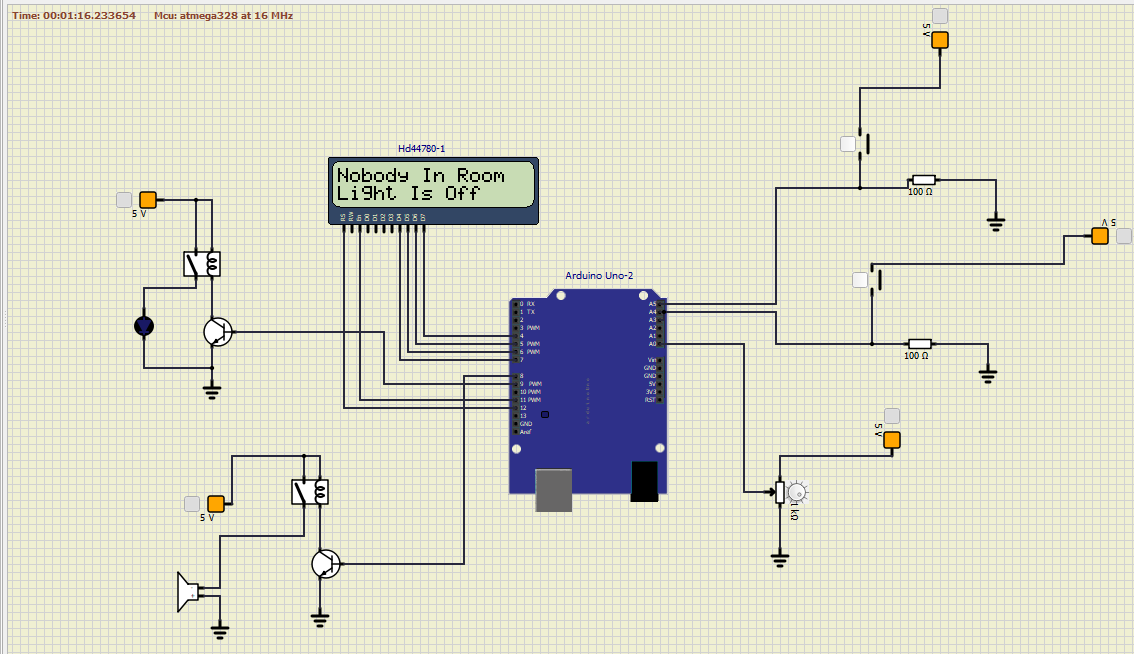 Time: 00:01:16.233654 Mcu: atmega328 at 16 MHz
5 V
Hd44780-1
Nobody In Room
Light Is Off
RS RW En D0 D1 D2 D3 D4 D5 D6 D7
5 V
100 Ω
5 V
Arduino Uno-2
0 RX
1 TX
2
3 PWM
4
5 PWM
6 PWM
7
8
9 PWM
10 PWM
11 PWM
12
13
GND
Aref
A5
A4
A3
A2
A1
A0
Vin
GND
GND
5V
3V3
RST
100 Ω
5 V
1 kΩ
5 V